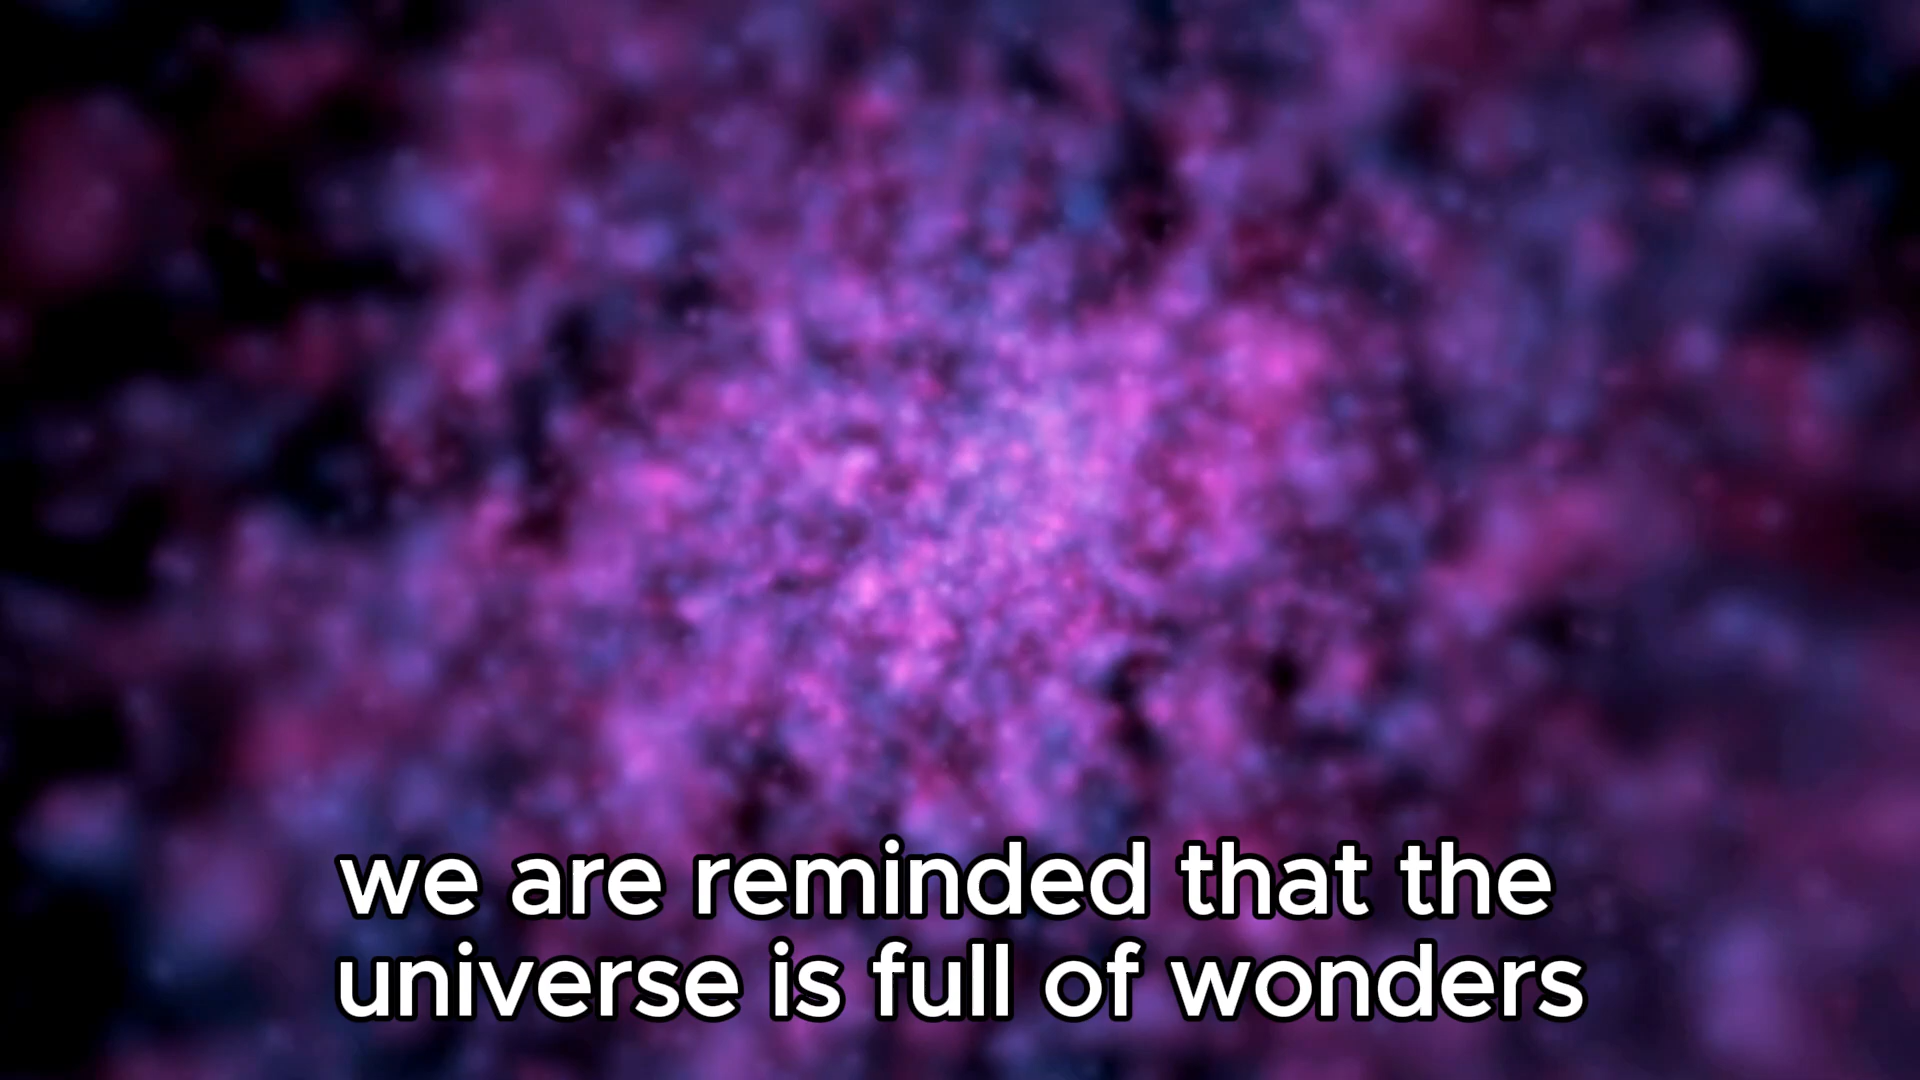 we are reminded that the
universe is full of wonders